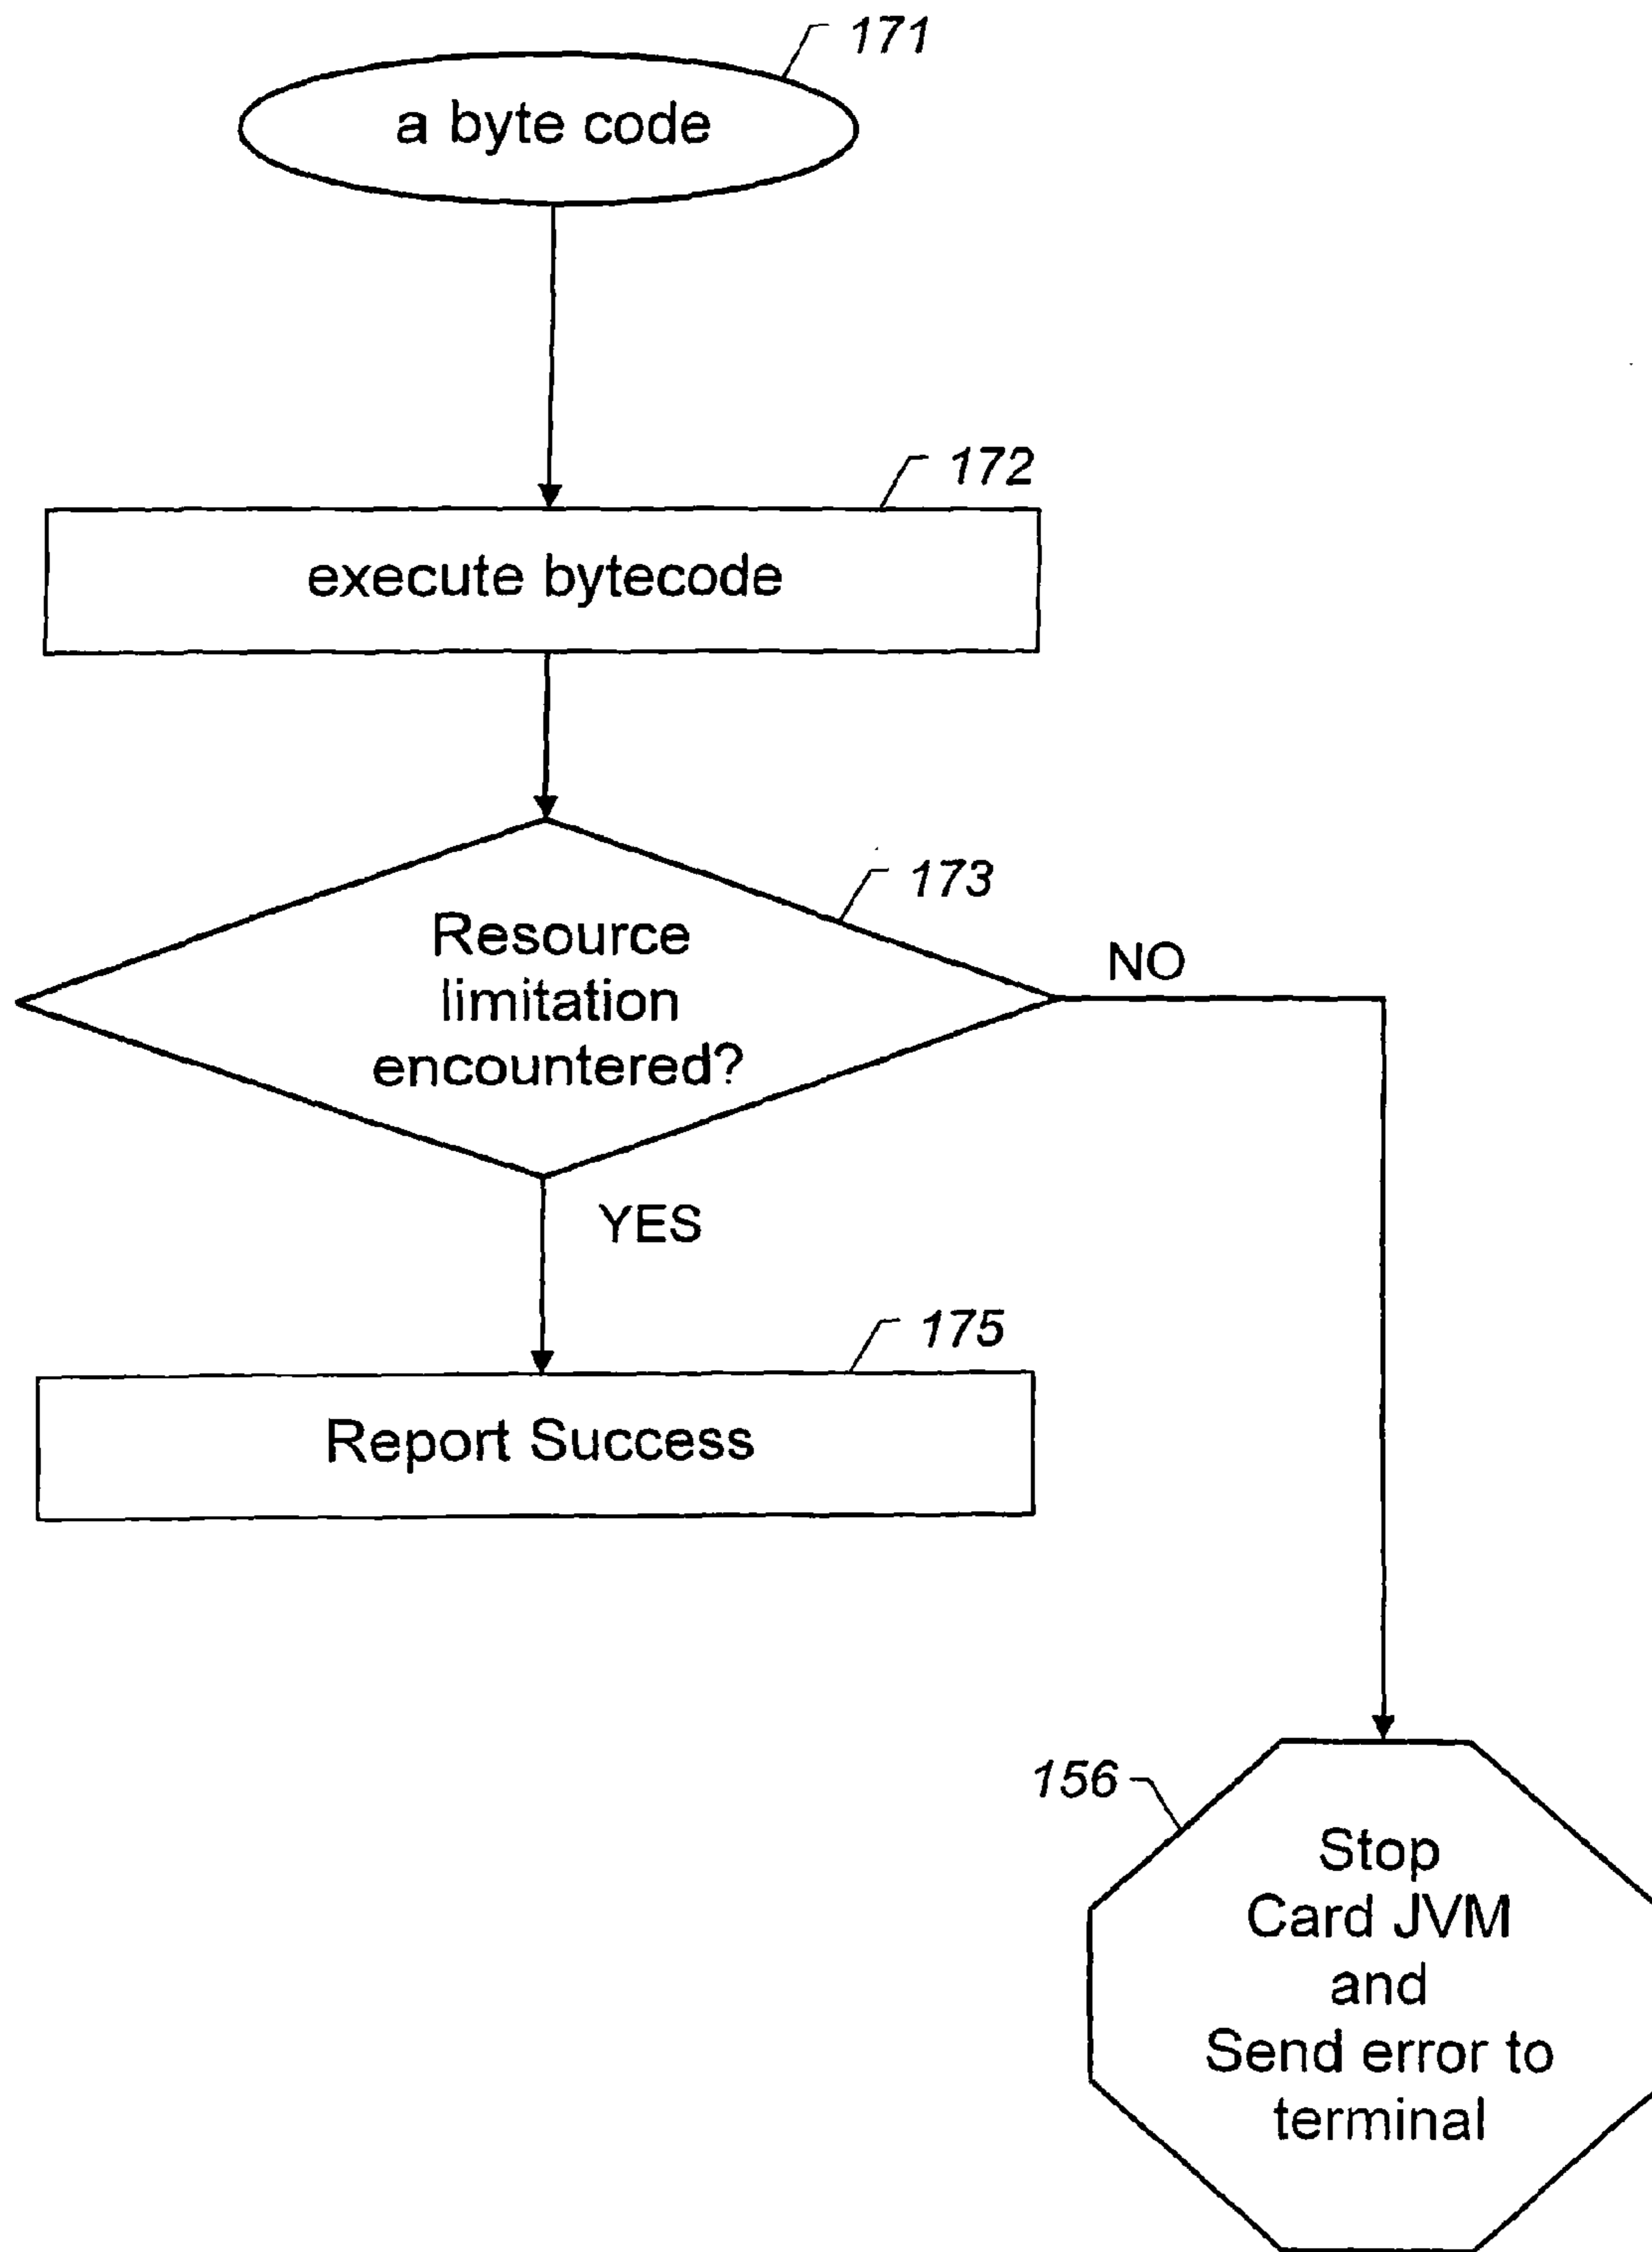 171
a byte code
172
execute bytecode
173
Resource
limitation
encountered?
NO
YES
175
Report Success
156
Stop
Card JVM
and
Send error to
terminal